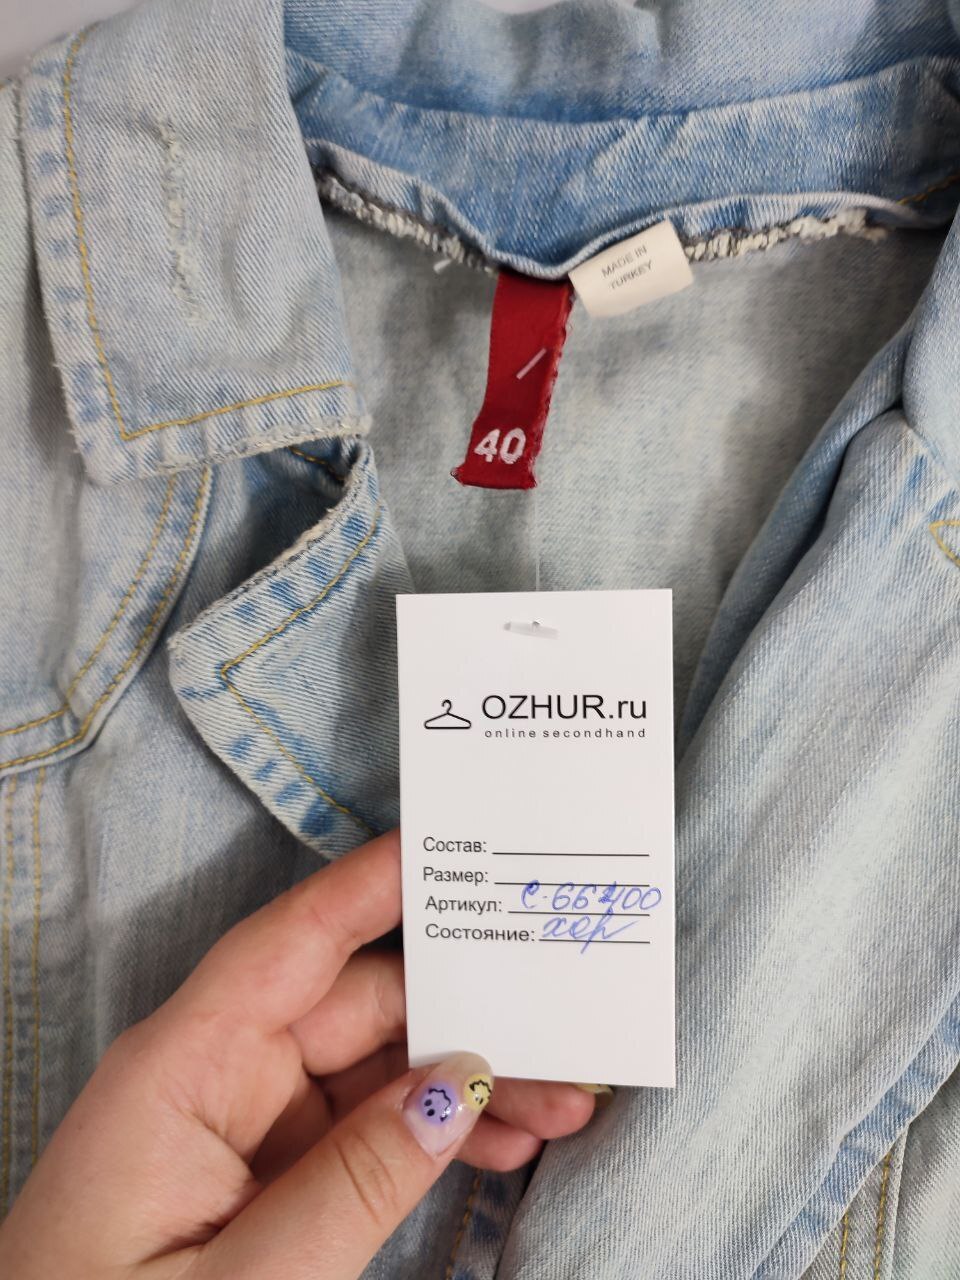 MADE IN
TURKEY
40
OZHUR.ru
online secondhand
Состав:
Размер:
Артикул: С-66400
Состояние: хор